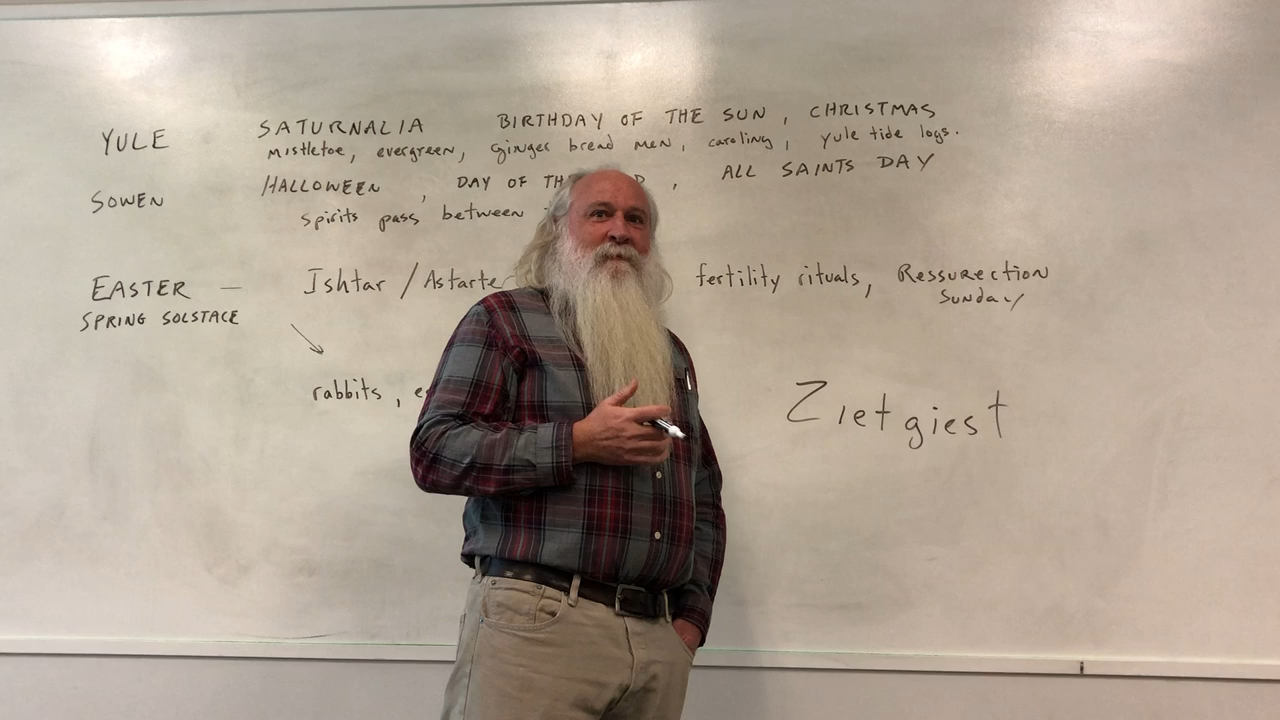 YULE SATURNALIA BIRTHDAY OF THE SUN, CHRISTMAS
mistletoe, evergreen, Ginger bread men, caroling, yule tide logs.
SOWEN HALLOWEEN, DAY OF TH D, ALL SAINTS DAY
spirits pass between
EASTER — Ishtar / Astarte fertility rituals, Ressurection
Sunday
SPRING SOLSTACE
rabbits,
Zietgiest